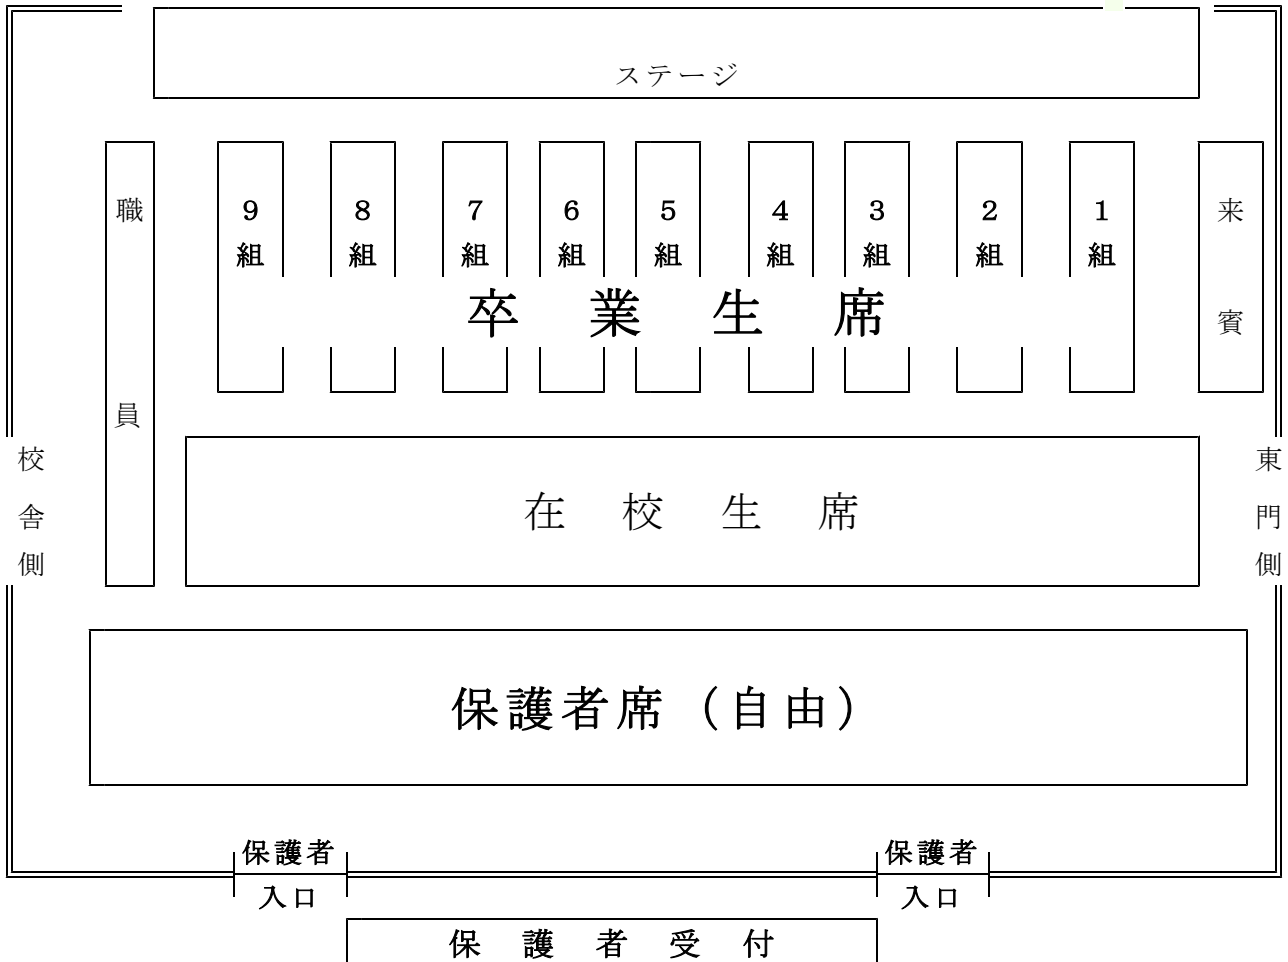 ステージ
職員
9組
8組
7組
6組
5組
4組
3組
2組
1組
来賓
卒業生席
校舎側
在校生席
東門側
保護者席（自由）
保護者
入口
保護者
入口
保護者受付